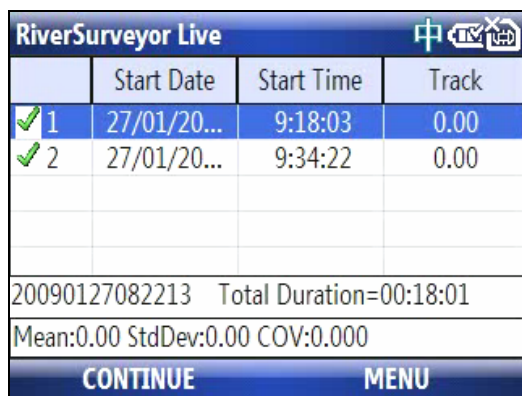 RiverSurveyor Live 中
Start Date Start Time Track
1 27/01/20... 9:18:03 0.00
2 27/01/20... 9:34:22 0.00
20090127082213 Total Duration=00:18:01
Mean:0.00 StdDev:0.00 COV:0.000
CONTINUE MENU